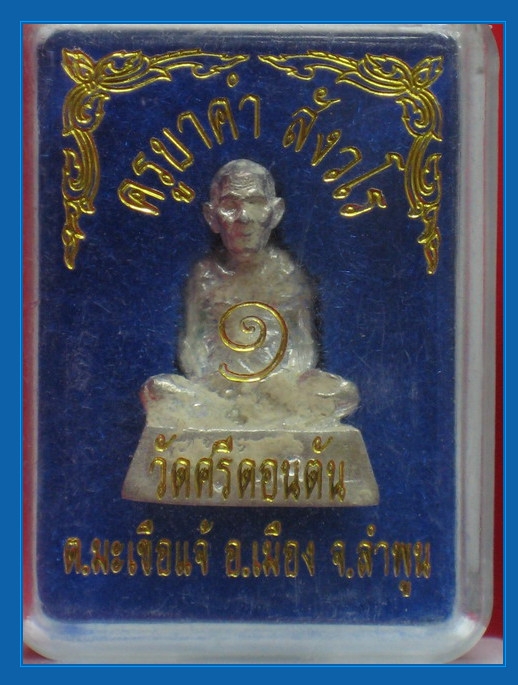 ครูบาคำ สังวโร
๑
วัดศรีดอนตัน
ต.มะเขือแจ้ อ.เมือง จ.ลำพูน